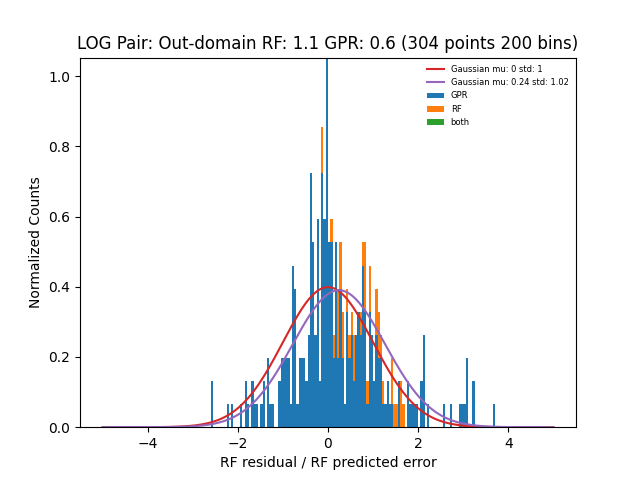 LOG Pair: Out-domain RF: 1.1 GPR: 0.6 (304 points 200 bins)
Gaussian mu: 0 std: 1
Gaussian mu: 0.24 std: 1.02
GPR
RF
both
Normalized Counts
1.0
0.8
0.6
0.4
0.2
0.0
−4
−2
0
2
4
RF residual / RF predicted error